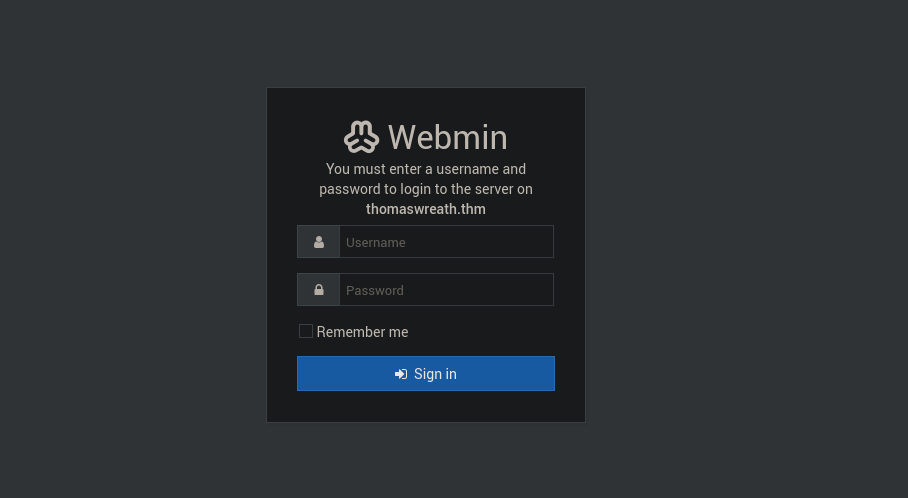 Webmin
You must enter a username and
password to login to the server on
thomaswreath.thm
Username
Password
Remember me
Sign in